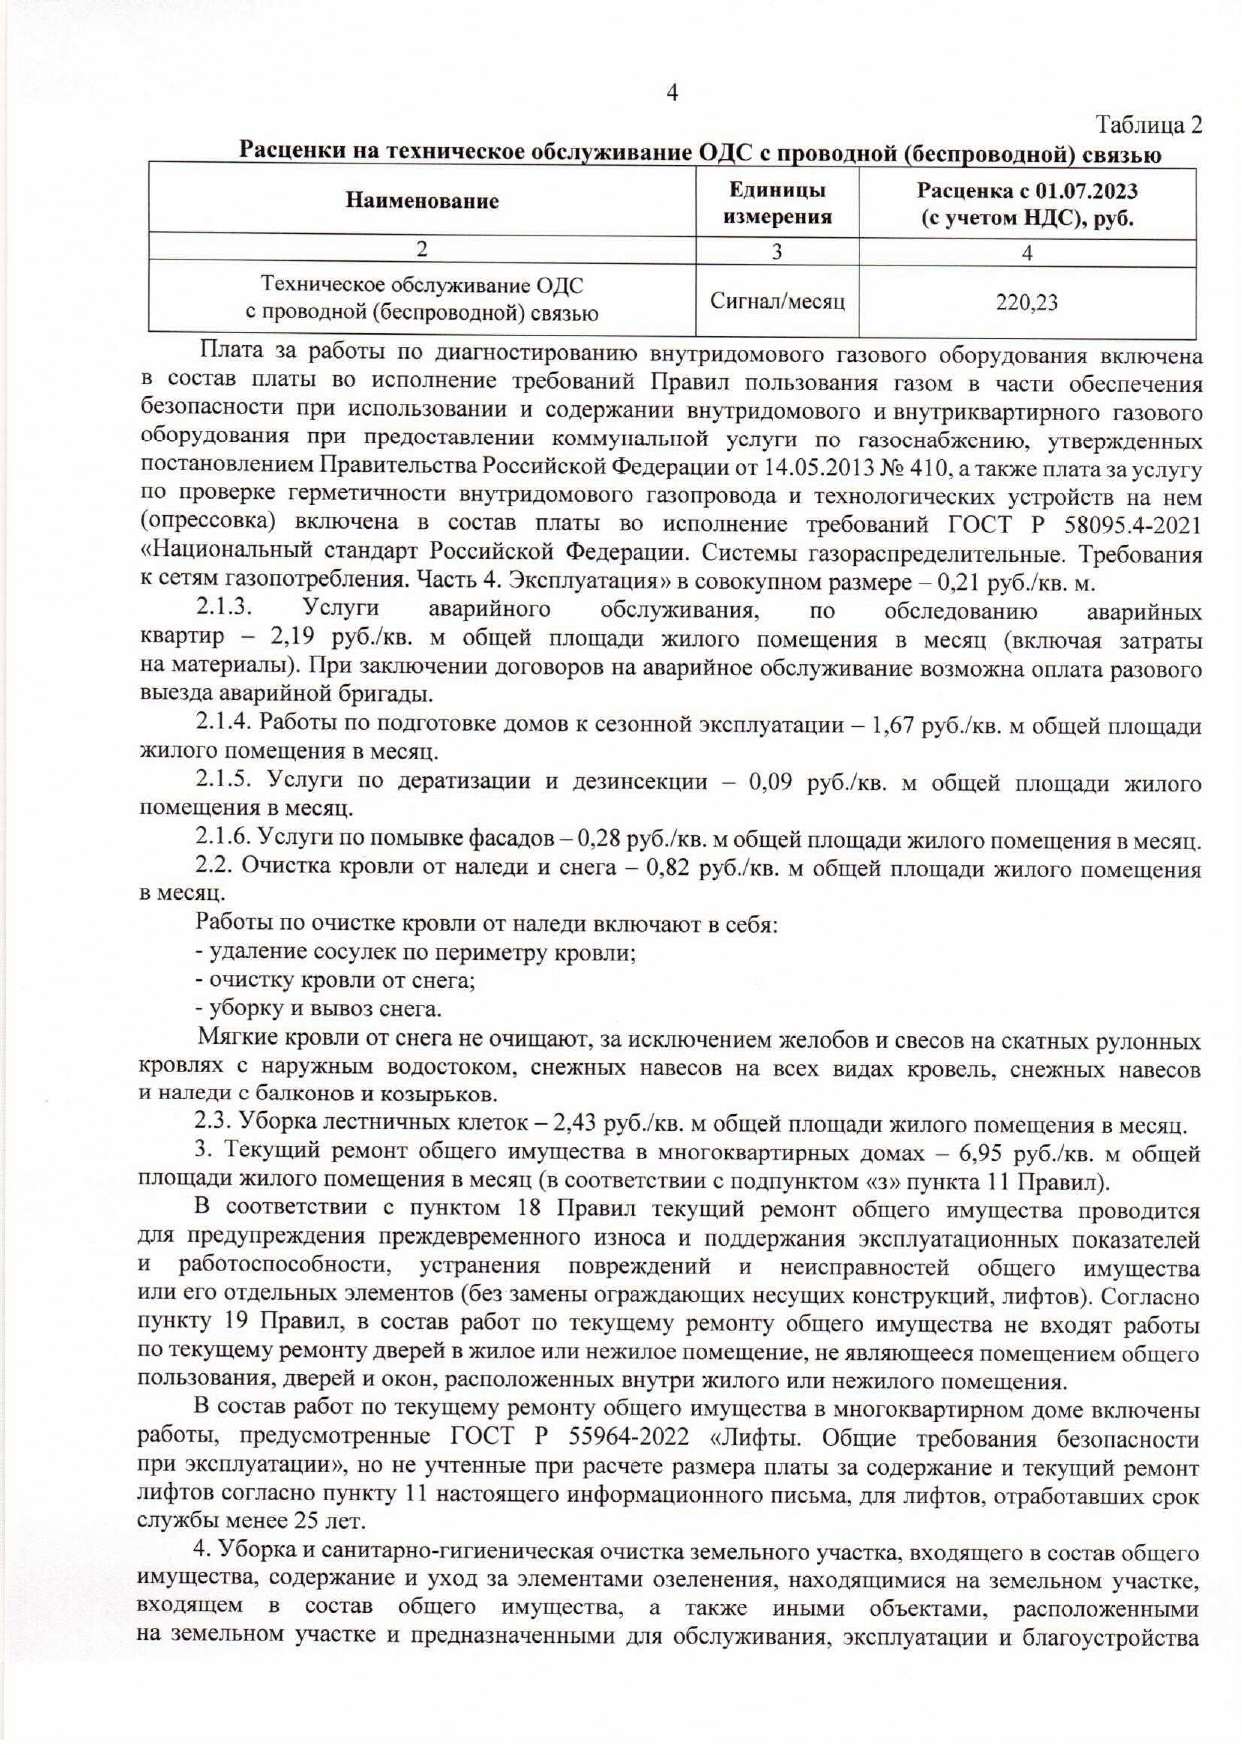 4
Таблица 2
Расценки на техническое обслуживание ОДС с проводной (беспроводной) связью
Наименование
Единицы
измерения
Расценка с 01.07.2023
(с учетом НДС), руб.
2
3
4
Техническое обслуживание ОДС
с проводной (беспроводной) связью
Сигнал/месяц
220,23
Плата за работы по диагностированию внутридомового газового оборудования включена
в состав платы во исполнение требований Правил пользования газом в части обеспечения
безопасности при использовании и содержании внутридомового и внутриквартирного газового
оборудования при предоставлении коммунальной услуги по газоснабжению, утвержденных
постановлением Правительства Российской Федерации от 14.05.2013 № 410, а также плата за услугу
по проверке герметичности внутридомового газопровода и технологических устройств на нем
(опрессовка) включена в состав платы во исполнение требований ГОСТ Р 58095.4-2021
«Национальный стандарт Российской Федерации. Системы газораспределительные. Требования
к сетям газопотребления. Часть 4. Эксплуатация» в совокупном размере – 0,21 руб./кв. м.
2.1.3. Услуги аварийного обслуживания, по обследованию аварийных
квартир – 2,19 руб./кв. м общей площади жилого помещения в месяц (включая затраты
на материалы). При заключении договоров на аварийное обслуживание возможна оплата разового
выезда аварийной бригады.
2.1.4. Работы по подготовке домов к сезонной эксплуатации – 1,67 руб./кв. м общей площади
жилого помещения в месяц.
2.1.5. Услуги по дератизации и дезинсекции – 0,09 руб./кв. м общей площади жилого
помещения в месяц.
2.1.6. Услуги по помывке фасадов – 0,28 руб./кв. м общей площади жилого помещения в месяц.
2.2. Очистка кровли от наледи и снега – 0,82 руб./кв. м общей площади жилого помещения
в месяц.
Работы по очистке кровли от наледи включают в себя:
- удаление сосулек по периметру кровли;
- очистку кровли от снега;
- уборку и вывоз снега.
Мягкие кровли от снега не очищают, за исключением желобов и свесов на скатных рулонных
кровлях с наружным водостоком, снежных навесов на всех видах кровель, снежных навесов
и наледи с балконов и козырьков.
2.3. Уборка лестничных клеток – 2,43 руб./кв. м общей площади жилого помещения в месяц.
3. Текущий ремонт общего имущества в многоквартирных домах – 6,95 руб./кв. м общей
площади жилого помещения в месяц (в соответствии с подпунктом «з» пункта 11 Правил).
В соответствии с пунктом 18 Правил текущий ремонт общего имущества проводится
для предупреждения преждевременного износа и поддержания эксплуатационных показателей
и работоспособности, устранения повреждений и неисправностей общего имущества
или его отдельных элементов (без замены ограждающих несущих конструкций, лифтов). Согласно
пункту 19 Правил, в состав работ по текущему ремонту общего имущества не входят работы
по текущему ремонту дверей в жилое или нежилое помещение, не являющееся помещением общего
пользования, дверей и окон, расположенных внутри жилого или нежилого помещения.
В состав работ по текущему ремонту общего имущества в многоквартирном доме включены
работы, предусмотренные ГОСТ Р 55964-2022 «Лифты. Общие требования безопасности
при эксплуатации», но не учтенные при расчете размера платы за содержание и текущий ремонт
лифтов согласно пункту 11 настоящего информационного письма, для лифтов, отработавших срок
службы менее 25 лет.
4. Уборка и санитарно-гигиеническая очистка земельного участка, входящего в состав общего
имущества, содержание и уход за элементами озеленения, находящимися на земельном участке,
входящем в состав общего имущества, а также иными объектами, расположенными
на земельном участке и предназначенными для обслуживания, эксплуатации и благоустройства